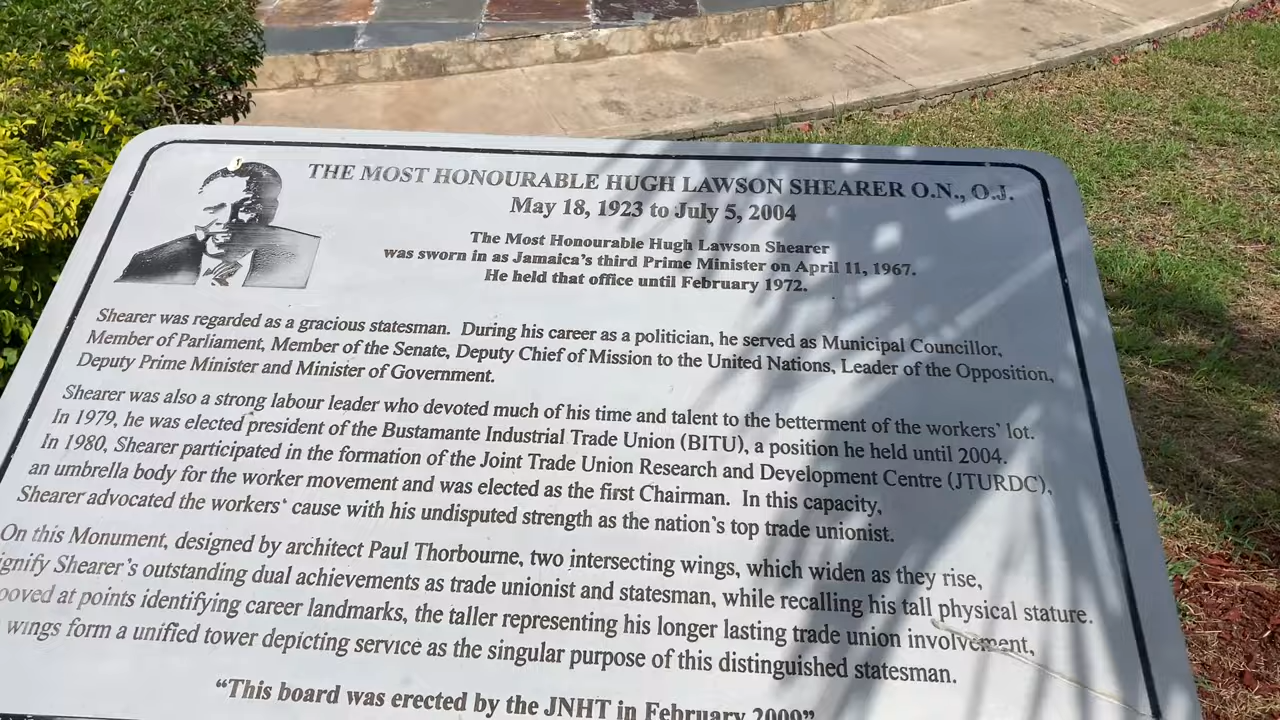 THE MOST HONOURABLE HUGH LAWSON SHEARER O.N., O.J.
May 18, 1923 to July 5, 2004
The Most Honourable Hugh Lawson Shearer
was sworn in as Jamaica's third Prime Minister on April 11, 1967.
He held that office until February 1972.
Shearer was regarded as a gracious statesman. During his career as a politician, he served as Municipal Councillor,
Member of Parliament, Member of the Senate, Deputy Chief of Mission to the United Nations, Leader of the Opposition,
Deputy Prime Minister and Minister of Government.
Shearer was also a strong labour leader who devoted much of his time and talent to the betterment of the workers' lot.
In 1979, he was elected president of the Bustamante Industrial Trade Union (BITU), a position he held until 2004.
In 1980, Shearer participated in the formation of the Joint Trade Union Research and Development Centre (JTURDC),
an umbrella body for the worker movement and was elected as the first Chairman. In this capacity,
Shearer advocated the workers‘ cause with his undisputed strength as the nation's top trade unionist.
On this Monument, designed by architect Paul Thorbourne, two intersecting wings, which widen as they rise,
ignify Shearer's outstanding dual achievements as trade unionist and statesman, while recalling his tall physical stature.
ooved at points identifying career landmarks, the taller representing his longer lasting trade union involvement,
wings form a unified tower depicting service as the singular purpose of this distinguished statesman.
"This board was erected by the JNHT in February 2009"